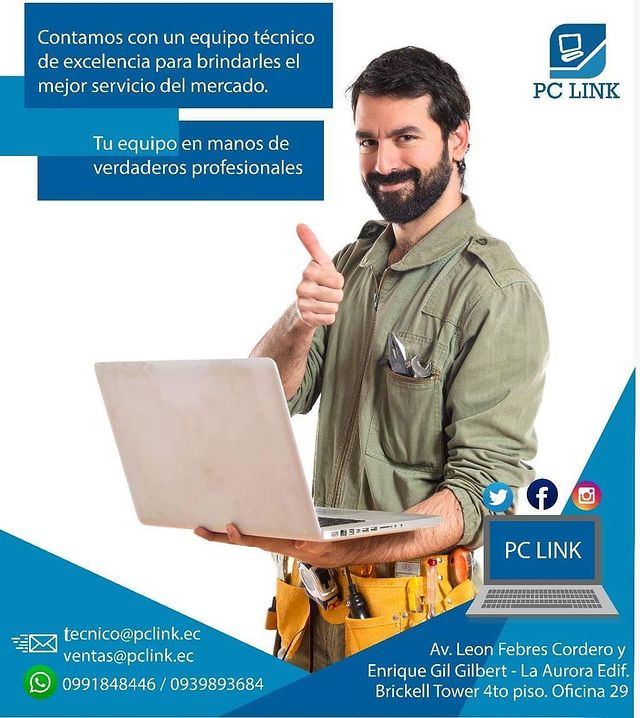 Contamos con un equipo técnico
de excelencia para brindarles el
mejor servicio del mercado.
Tu equipo en manos de
verdaderos profesionales
PC LINK
PC LINK
tecnico@pclink.ec
ventas@pclink.ec
0991848446 / 0939893684
Av. Leon Febres Cordero y
Enrique Gil Gilbert - La Aurora Edif.
Brickell Tower 4to piso. Oficina 29